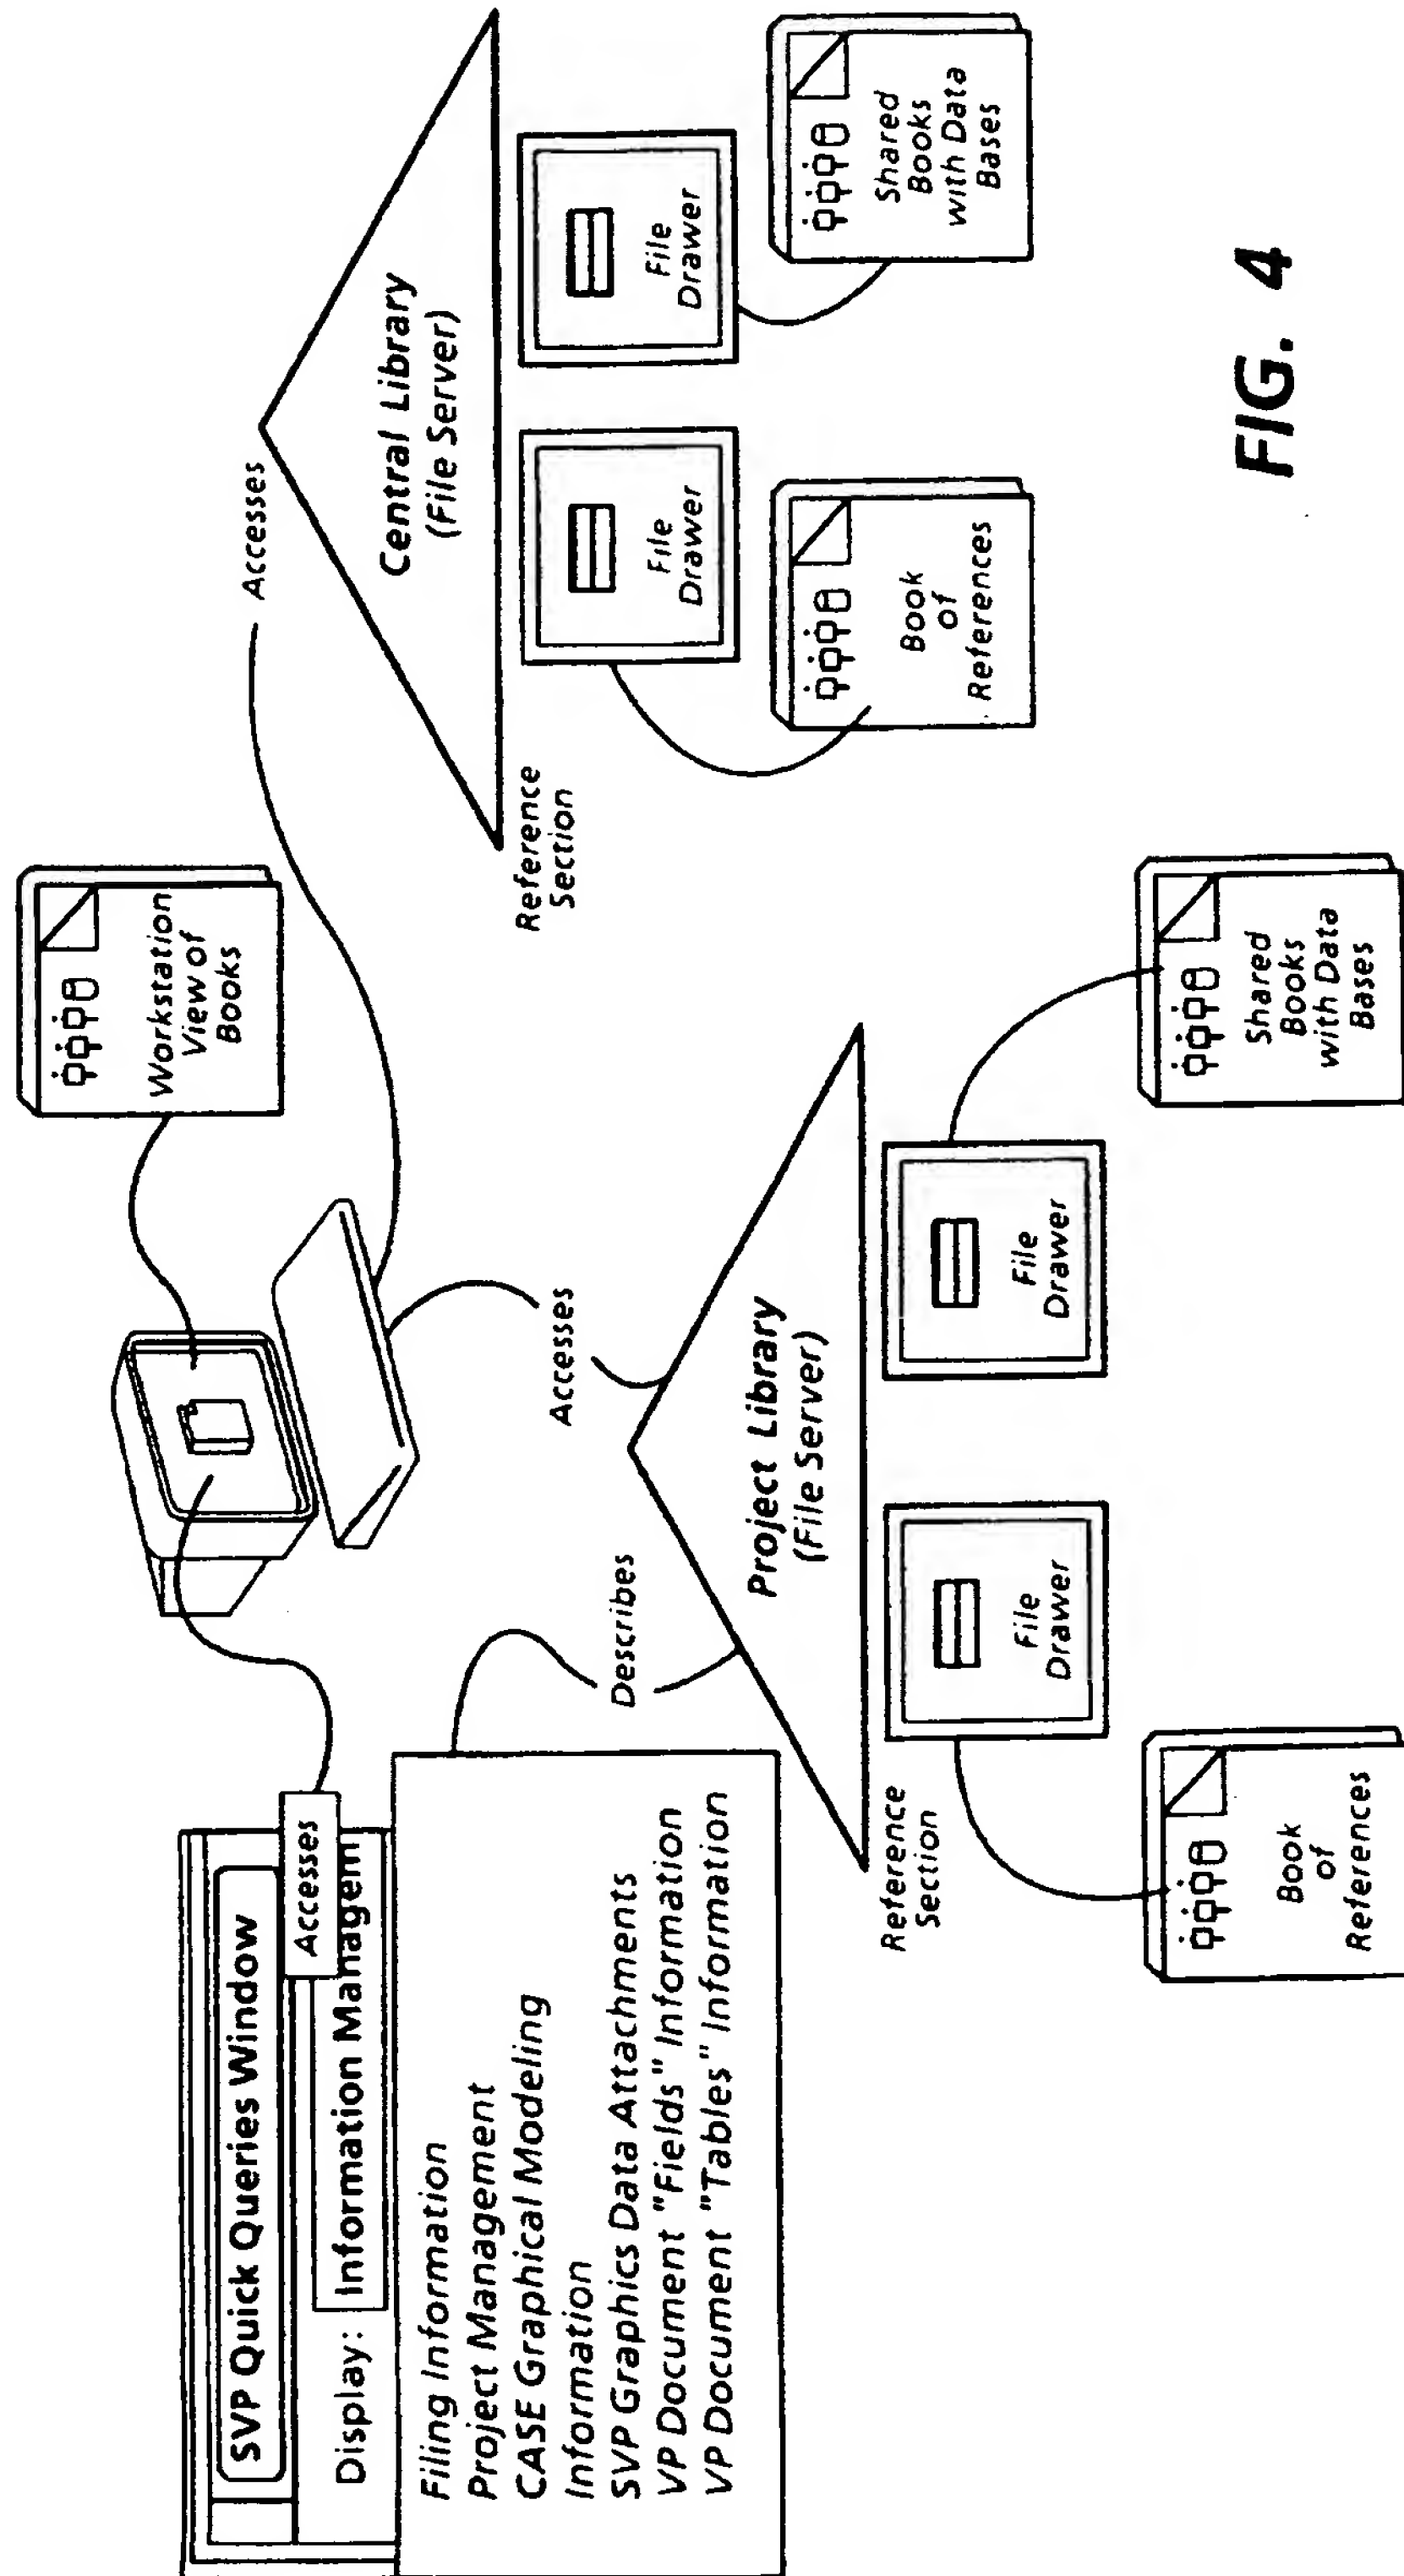 SVP Quick Queries Window
Accesses
Display: Information Managem
Filing Information
Project Management
CASE Graphical Modeling
Information
SVP Graphics Data Attachments
VP Document "Fields" Information
VP Document "Tables" Information
Describes
Accesses
Workstation
View of
Books
Accesses
Project Library
(File Server)
Reference
Section
File
Drawer
File
Drawer
Book
of
References
Shared
Books
with Data
Bases
Central Library
(File Server)
Reference
Section
File
Drawer
File
Drawer
Book
of
References
Shared
Books
with Data
Bases
FIG. 4